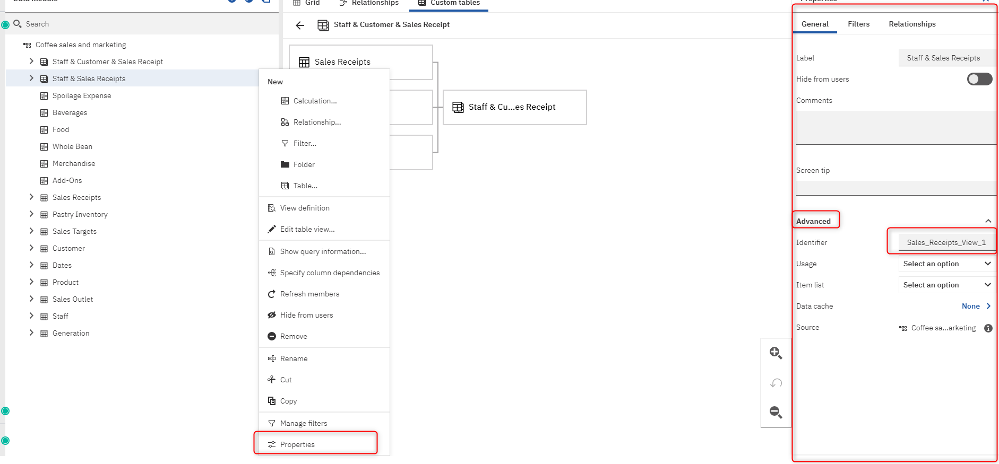 Data module
Search
Coffee sales and marketing
Staff & Customer & Sales Receipt
Staff & Sales Receipts
Spoilage Expense
Beverages
Food
Whole Bean
Merchandise
Add-Ons
Sales Receipts
Pastry Inventory
Sales Targets
Customer
Dates
Product
Sales Outlet
Staff
Generation
Grid
Relationships
Custom tables
Staff & Customer & Sales Receipt
Sales Receipts
Staff & Cu...es Receipt
New
Calculation...
Relationship...
Filter...
Folder
Table...
View definition
Edit table view...
Show query information...
Specify column dependencies
Refresh members
Hide from users
Remove
Rename
Cut
Copy
Manage filters
Properties
Properties
General Filters Relationships
Label Staff & Sales Receipts
Hide from users
Comments
Screen tip
Advanced
Identifier Sales_Receipts_View_1
Usage Select an option
Item list Select an option
Data cache None
Source Coffee sa...arketing